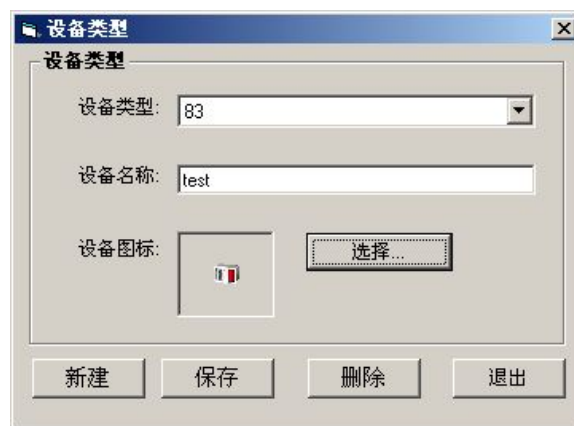 设备类型
设备类型
设备类型: 83
设备名称: test
设备图标: 选择...
新建 保存 删除 退出